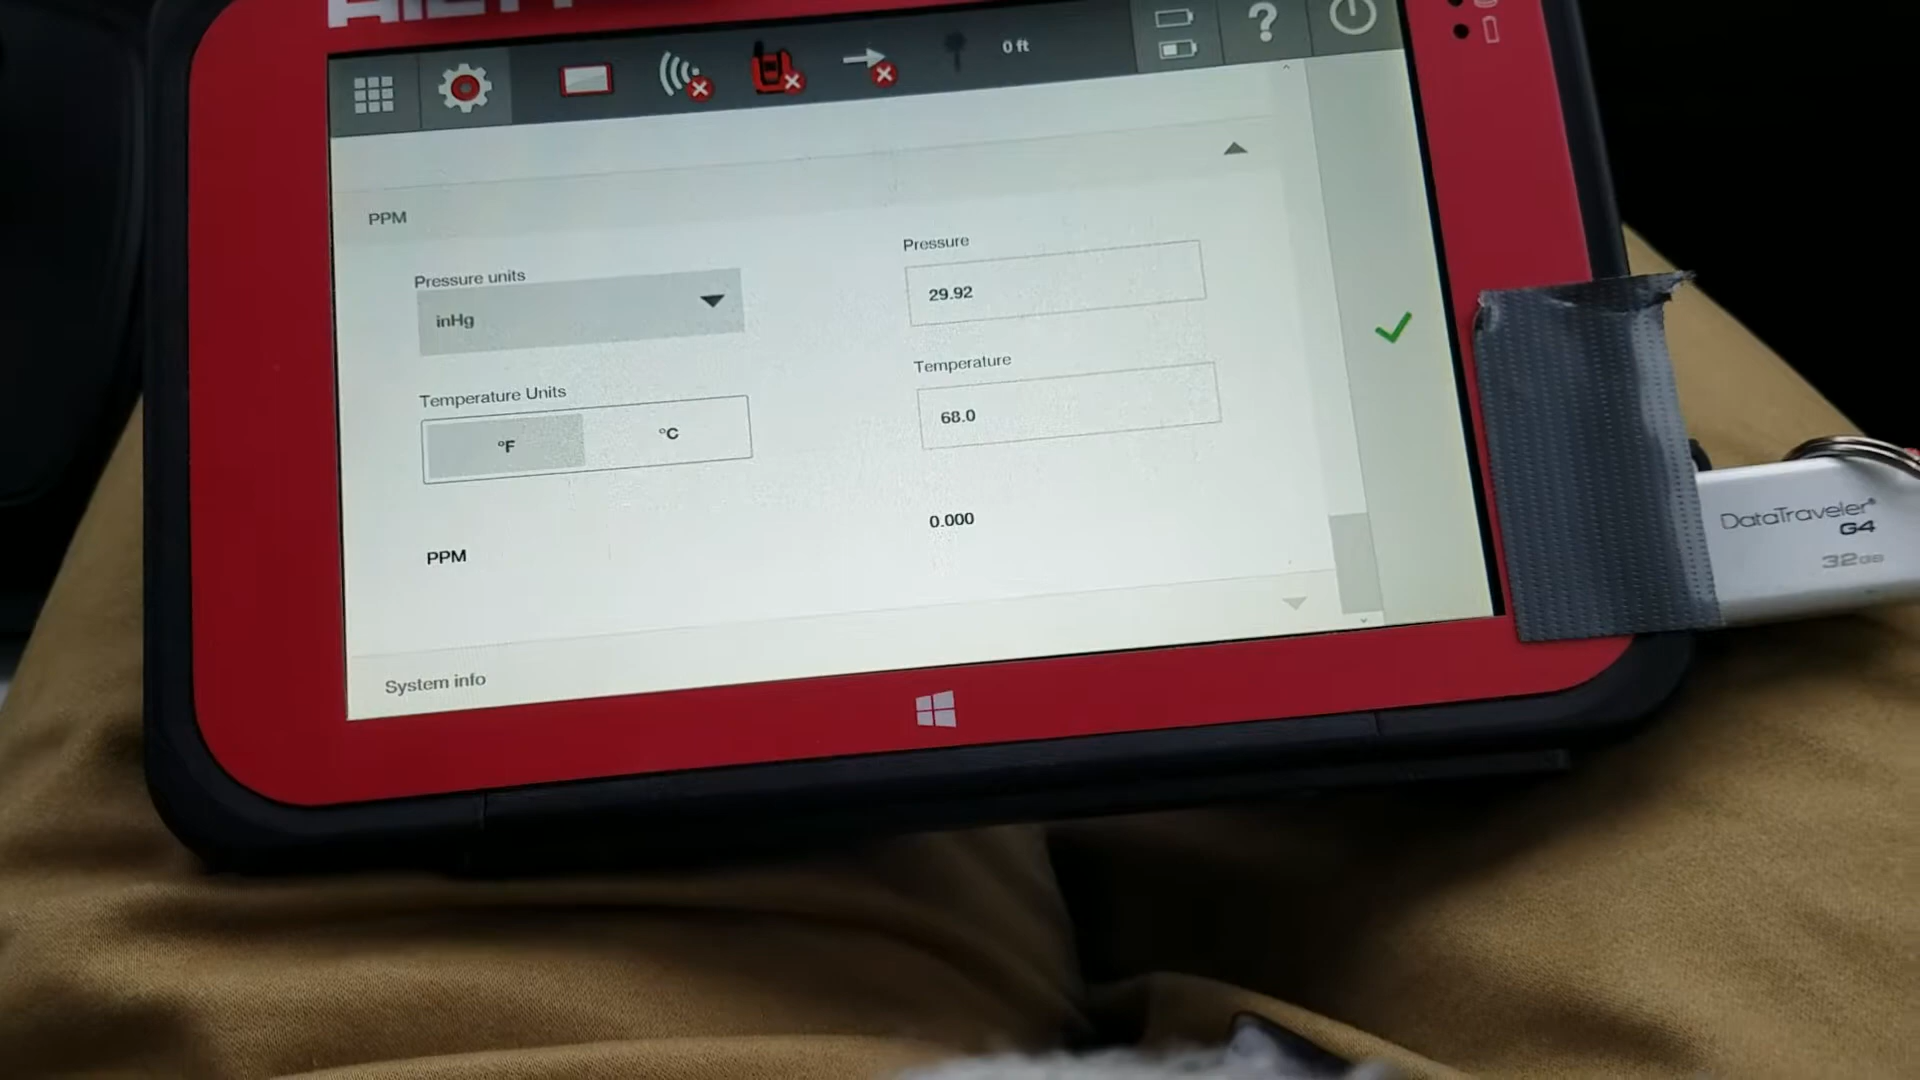 HILTI
0 ft
?
PPM
Pressure units
inHg
Pressure
29.92
Temperature Units
°F
°C
Temperature
68.0
PPM
0.000
System info
DataTraveler®
G4
32GB